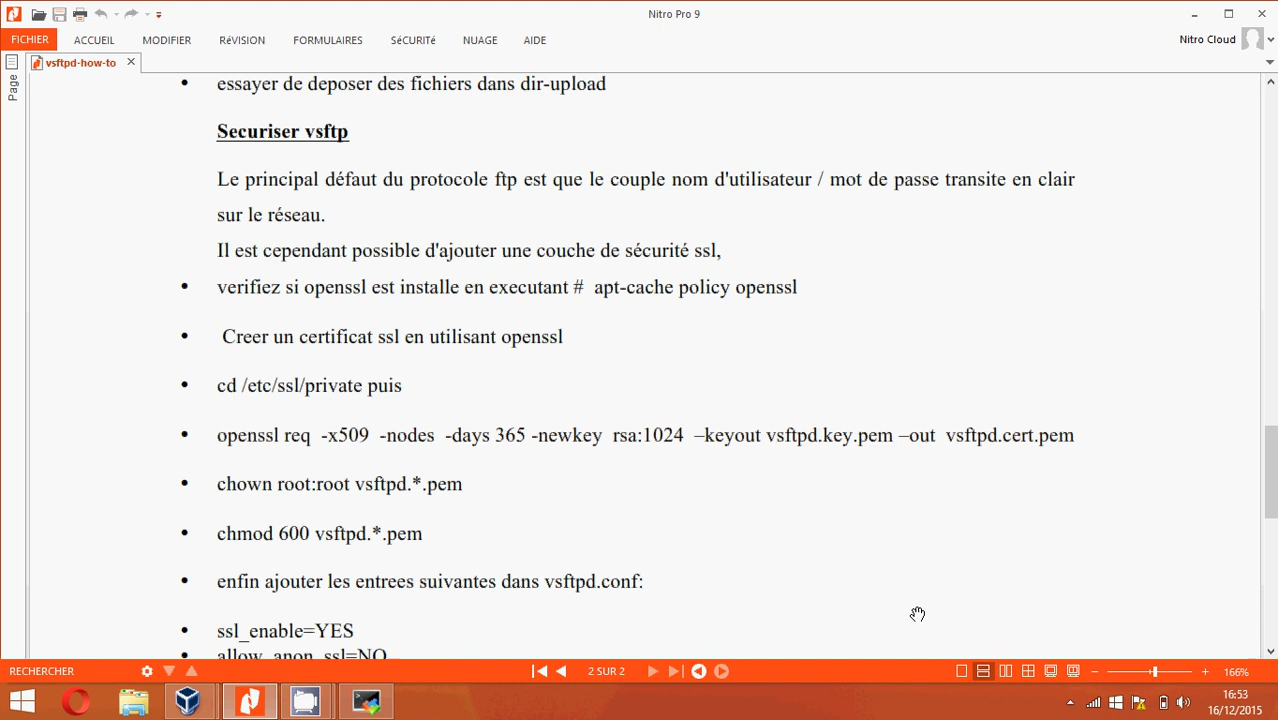 Nitro Pro 9
FICHIER ACCUEIL MODIFIER RéVISION FORMULAIRES SéCURITé NUAGE AIDE Nitro Cloud
vsftpd-how-to
Page
• essayer de deposer des fichiers dans dir-upload
Securiser vsftp
Le principal défaut du protocole ftp est que le couple nom d'utilisateur / mot de passe transite en clair
sur le réseau.
Il est cependant possible d'ajouter une couche de sécurité ssl,
• verifiez si openssl est installe en executant # apt-cache policy openssl
• Creer un certificat ssl en utilisant openssl
• cd /etc/ssl/private puis
• openssl req -x509 -nodes -days 365 -newkey rsa:1024 –keyout vsftpd.key.pem –out vsftpd.cert.pem
• chown root:root vsftpd.*.pem
• chmod 600 vsftpd.*.pem
• enfin ajouter les entrees suivantes dans vsftpd.conf:
• ssl_enable=YES
• allow_anon_ssl=NO
RECHERCHER 2 SUR 2 166%
16:53
16/12/2015